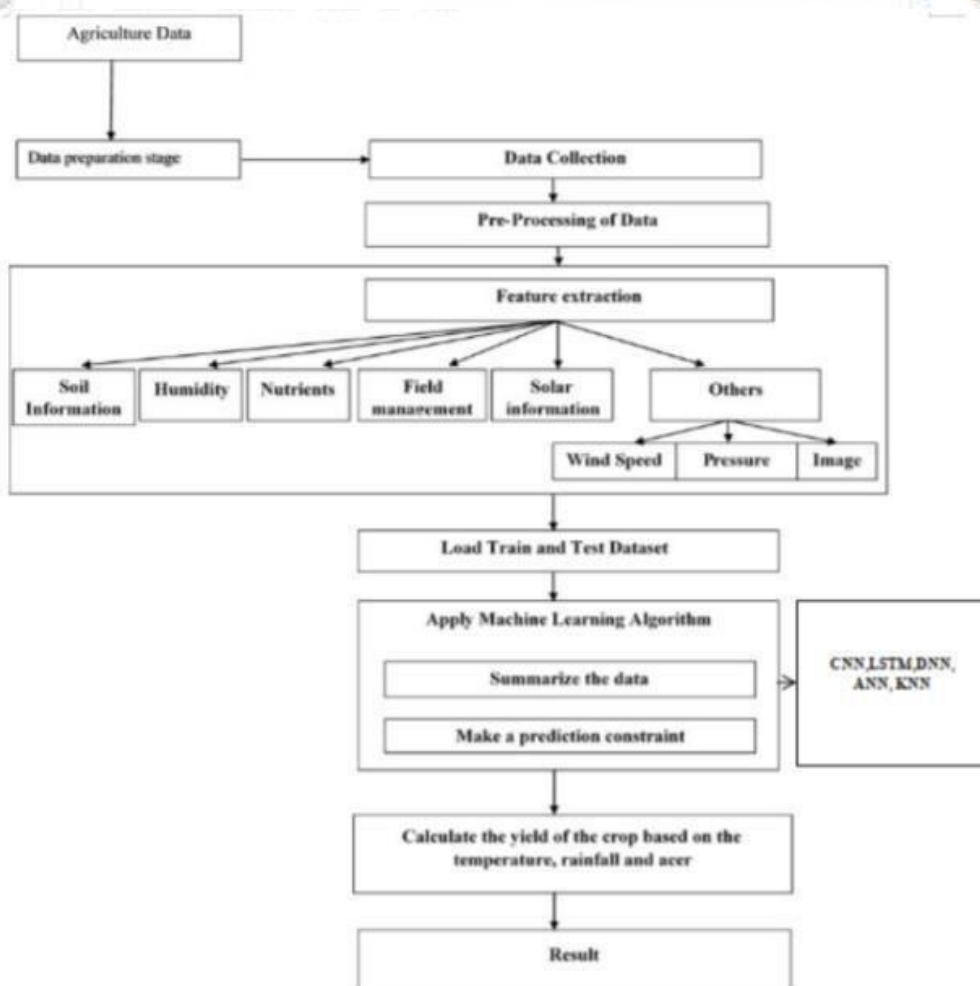 Agriculture Data
Data preparation stage
Data Collection
Pre-Processing of Data
Feature extraction
Soil
Information
Humidity
Nutrients
Field
management
Solar
information
Others
Wind Speed
Pressure
Image
Load Train and Test Dataset
Apply Machine Learning Algorithm
Summarize the data
Make a prediction constraint
CNN,LSTM,DNN,
ANN, KNN
Calculate the yield of the crop based on the
temperature, rainfall and acer
Result